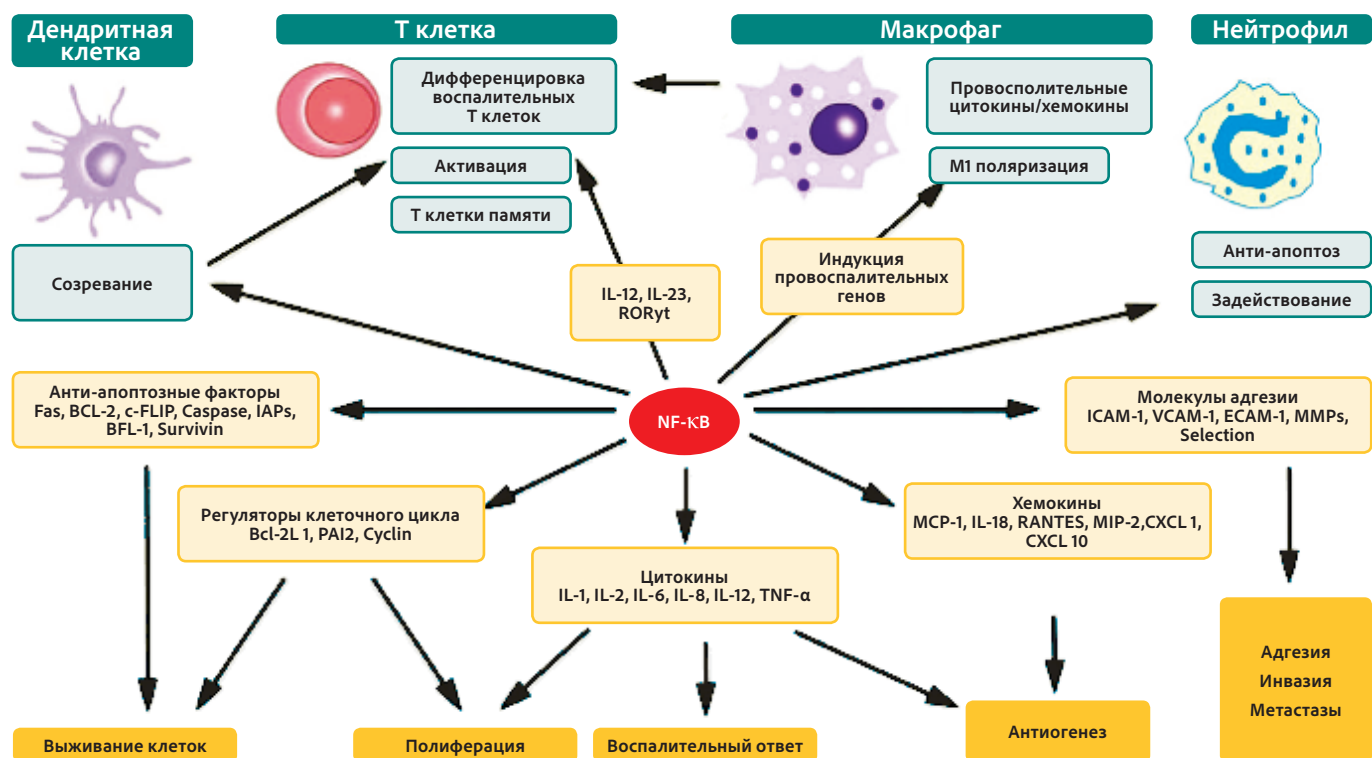 Дендритная
клетка
Т клетка
Макрофаг
Нейтрофил
Дифференцировка
воспалительных
Т клеток
Активация
Т клетки памяти
Провосполительные
цитокины/хемокины
М1 поляризация
Созревание
IL-12, IL-23,
RORyt
Индукция
провоспалительных
генов
Анти-апоптоз
Задействование
Анти-апоптозные факторы
Fas, BCL-2, c-FLIP, Caspase, IAPs,
BFL-1, Survivin
NF-κB
Молекулы адгезии
ICAM-1, VCAM-1, ECAM-1, MMPs,
Selection
Регуляторы клеточного цикла
Bcl-2L 1, PAI2, Cyclin
Хемокины
MCP-1, IL-18, RANTES, MIP-2,CXCL 1,
CXCL 10
Цитокины
IL-1, IL-2, IL-6, IL-8, IL-12, TNF-α
Адгезия
Инвазия
Метастазы
Выживание клеток
Полиферация
Воспалительный ответ
Антиогенез